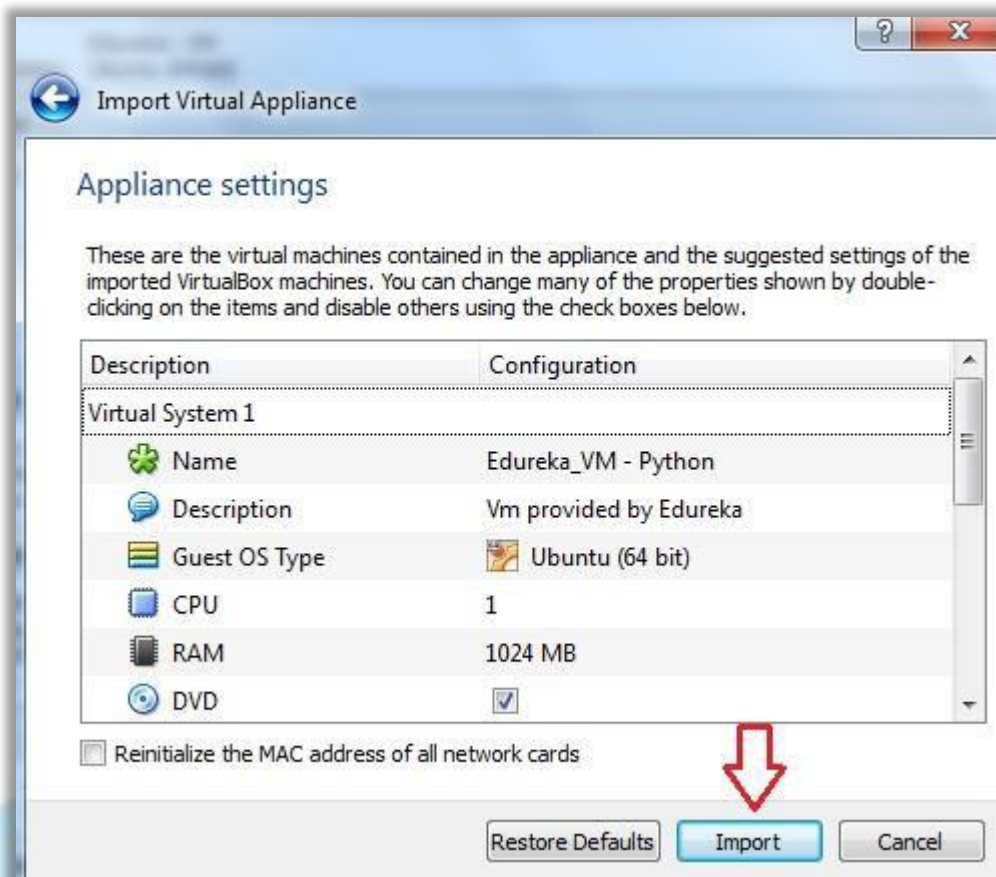 Import Virtual Appliance
Appliance settings
These are the virtual machines contained in the appliance and the suggested settings of the
imported VirtualBox machines. You can change many of the properties shown by double-
clicking on the items and disable others using the check boxes below.
Description Configuration
Virtual System 1
Name Edureka_VM - Python
Description Vm provided by Edureka
Guest OS Type Ubuntu (64 bit)
CPU 1
RAM 1024 MB
DVD
Reinitialize the MAC address of all network cards
Restore Defaults Import Cancel